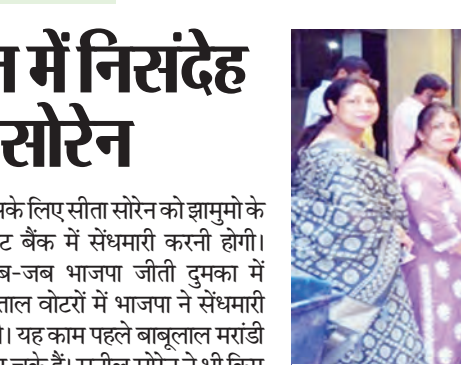 में निसंदेह
सोरेन
लिए सीता सोरेन को झामुमो के
बैंक में सेंधमारी करनी होगी।
जब भाजपा जीती दुमका में
वोटरों में भाजपा ने सेंधमारी
। यह काम पहले बाबूलाल मरांडी